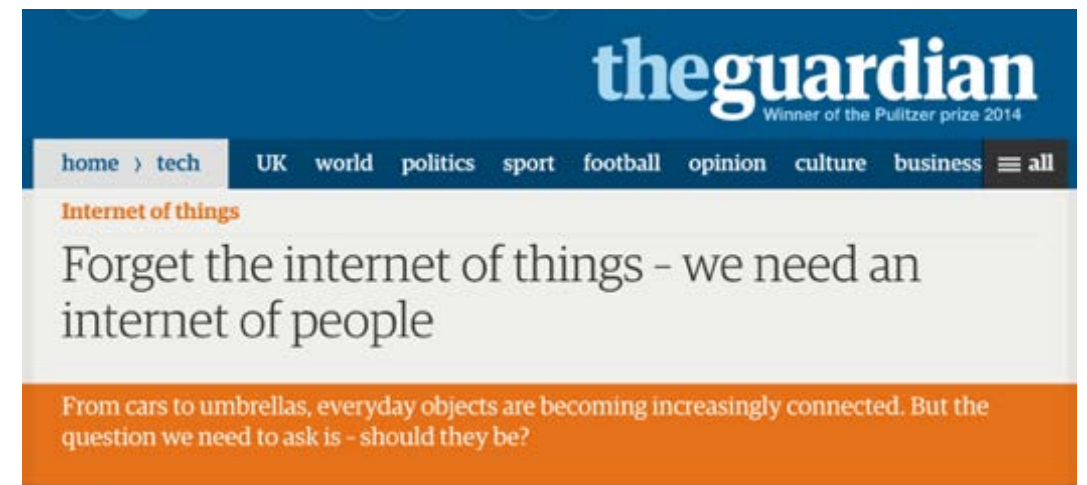 theguardian
Winner of the Pulitzer prize 2014
home › tech UK world politics sport football opinion culture business all
Internet of things
Forget the internet of things – we need an
internet of people
From cars to umbrellas, everyday objects are becoming increasingly connected. But the
question we need to ask is – should they be?